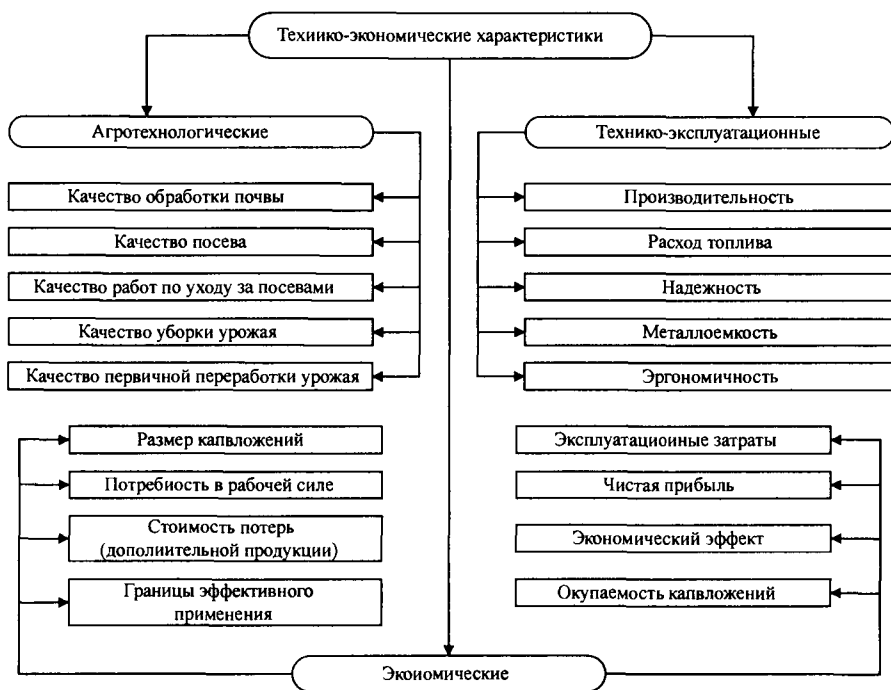 Техиико-экономические характеристики
Агротехнологические
Технико-эксплуатационные
Качество обработки почвы
Качество посева
Качество работ по уходу за посевами
Качество уборки урожая
Качество первичной переработки урожая
Производительность
Расход топлива
Надежность
Металлоемкость
Эргономичность
Размер капвложений
Потребиость в рабочей силе
Стоимость потерь
(дополиительной продукции)
Границы эффективного
применения
Эксплуатациоиные затраты
Чистая прибыль
Экономический эффект
Окупаемость капвложений
Экоиомические